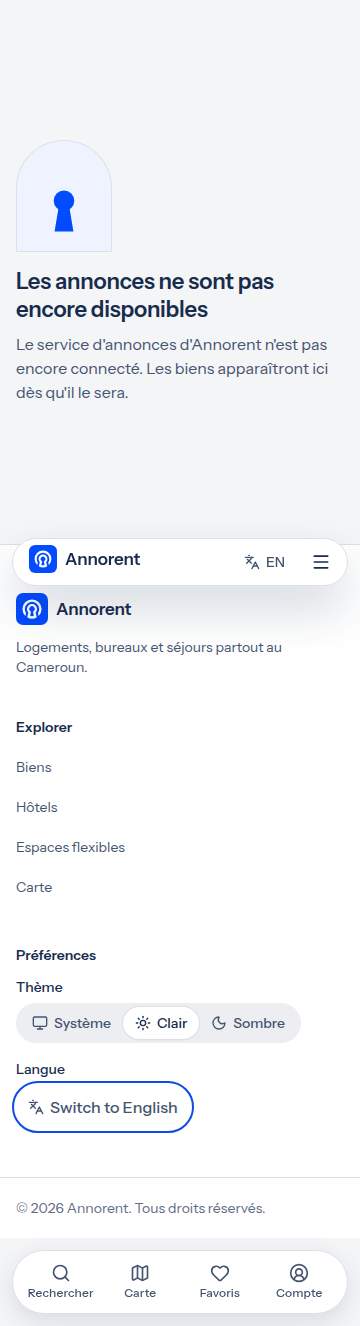 Les annonces ne sont pas
encore disponibles
Le service d'annonces d'Annorent n'est pas
encore connecté. Les biens apparaîtront ici
dès qu'il le sera.
Annorent
EN
Annorent
Logements, bureaux et séjours partout au
Cameroun.
Explorer
Biens
Hôtels
Espaces flexibles
Carte
Préférences
Thème
Système
Clair
Sombre
Langue
Switch to English
© 2026 Annorent. Tous droits réservés.
Rechercher
Carte
Favoris
Compte